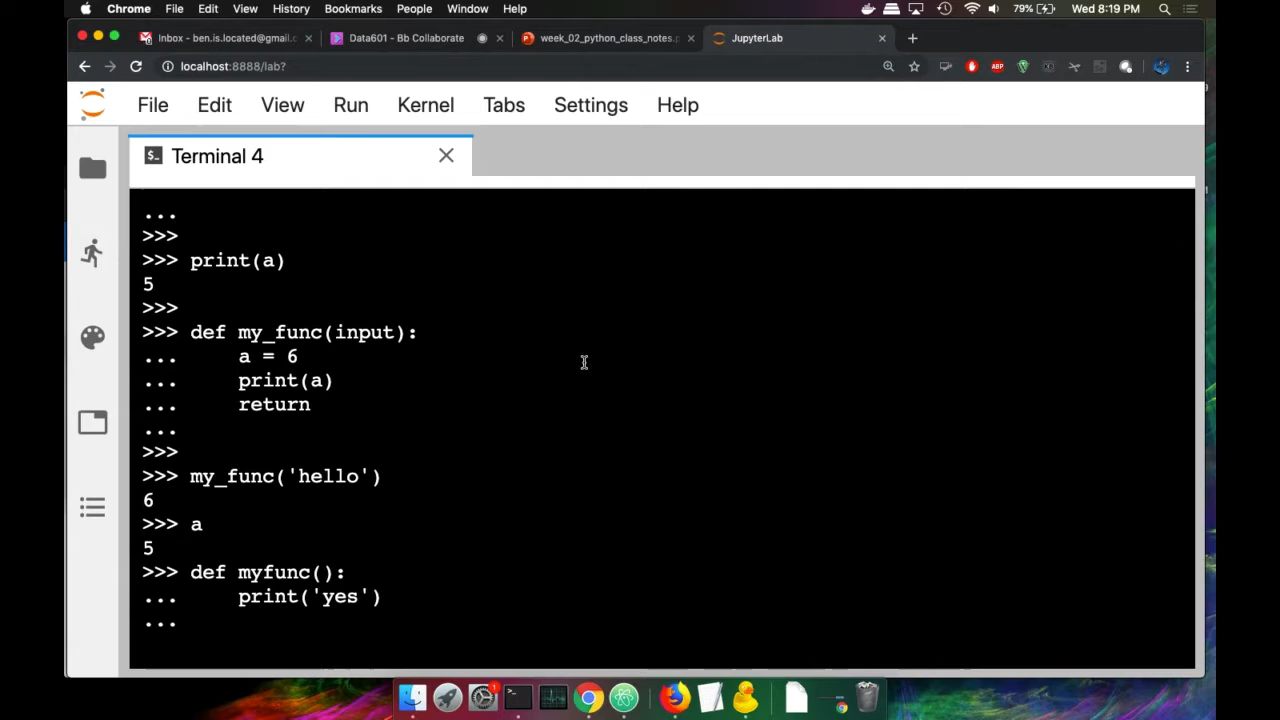 Chrome File Edit View History Bookmarks People Window Help 79% Wed 8:19 PM
Inbox - ben.is.located@gmail.c Data601 - Bb Collaborate week_02_python_class_notes.p JupyterLab
localhost:8888/lab?
ABP
File Edit View Run Kernel Tabs Settings Help
Terminal 4
...
>>>
>>> print(a)
5
>>>
>>> def my_func(input):
...     a = 6
...     print(a)
...     return
...
>>>
>>> my_func('hello')
6
>>> a
5
>>> def myfunc():
...     print('yes')
...
1